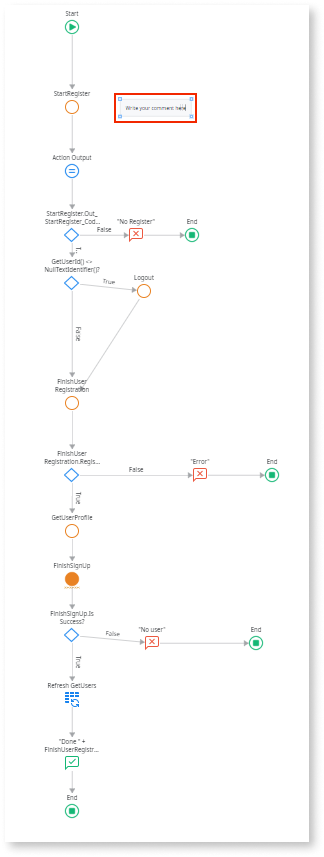 Start
StartRegister
Write your comment here
Action Output
StartRegister.Out_
StartRegister_Cod...
False
"No Register"
End
T...
GetUserId() <>
NullTextIdentifier()?
True
Logout
False
FinishUser
Registration
FinishUser
Registration.Regis...
False
"Error"
End
True
GetUserProfile
FinishSignUp
FinishSignUp.Is
Success?
False
"No user"
End
True
Refresh GetUsers
"Done " +
FinishUserRegistr...
End